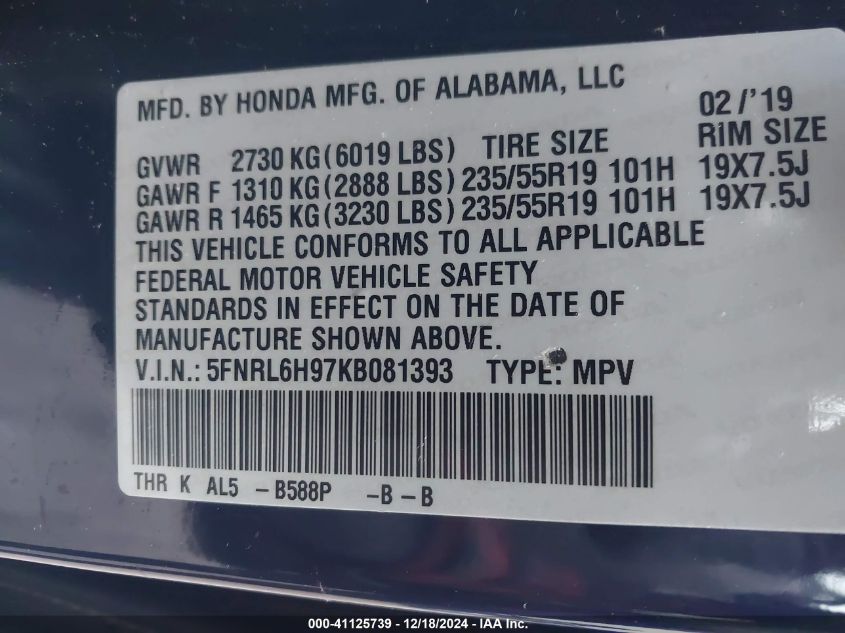 MFD. BY HONDA MFG. OF ALABAMA, LLC 02/'19
GVWR 2730 KG(6019 LBS) TIRE SIZE RIM SIZE
GAWR F 1310 KG(2888 LBS) 235/55R19 101H 19X7.5J
GAWR R 1465 KG(3230 LBS) 235/55R19 101H 19X7.5J
THIS VEHICLE CONFORMS TO ALL APPLICABLE
FEDERAL MOTOR VEHICLE SAFETY
STANDARDS IN EFFECT ON THE DATE OF
MANUFACTURE SHOWN ABOVE.
V.I.N.: 5FNRL6H97KB081393 TYPE: MPV
THR K AL5 -B588P -B-B
000-41125739 - 12/18/2024 - IAA Inc.